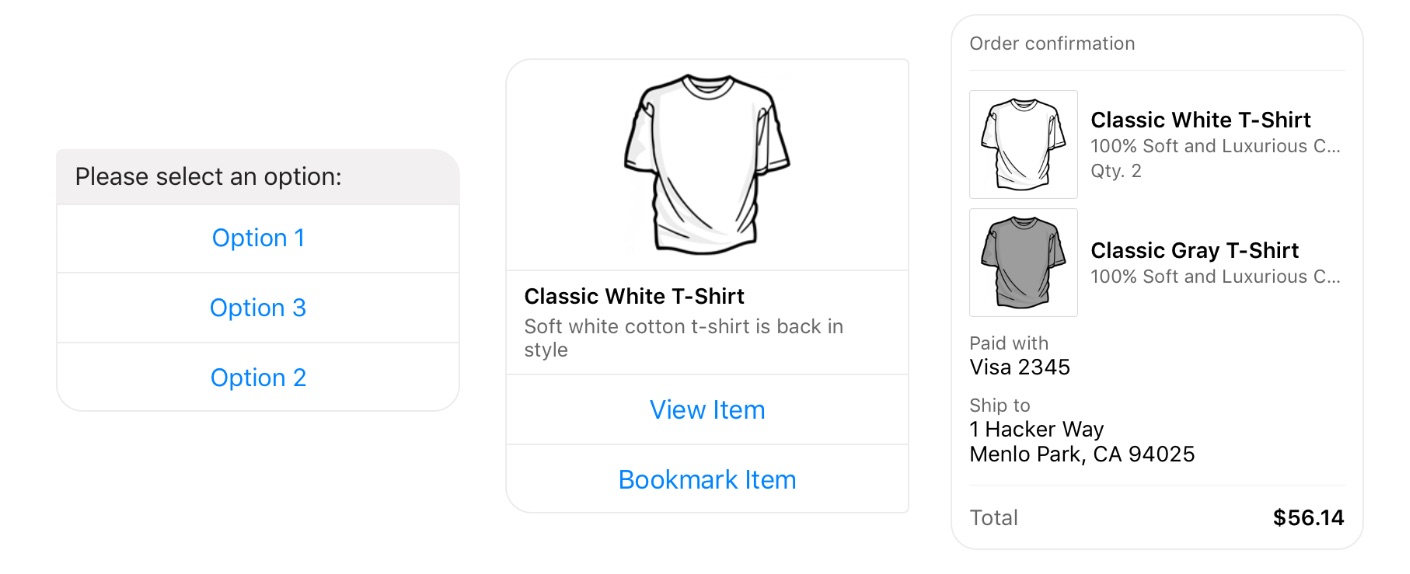 Please select an option:
Option 1
Option 3
Option 2
Classic White T-Shirt
Soft white cotton t-shirt is back in
style
View Item
Bookmark Item
Order confirmation
Classic White T-Shirt
100% Soft and Luxurious C...
Qty. 2
Classic Gray T-Shirt
100% Soft and Luxurious C...
Paid with
Visa 2345
Ship to
1 Hacker Way
Menlo Park, CA 94025
Total $56.14